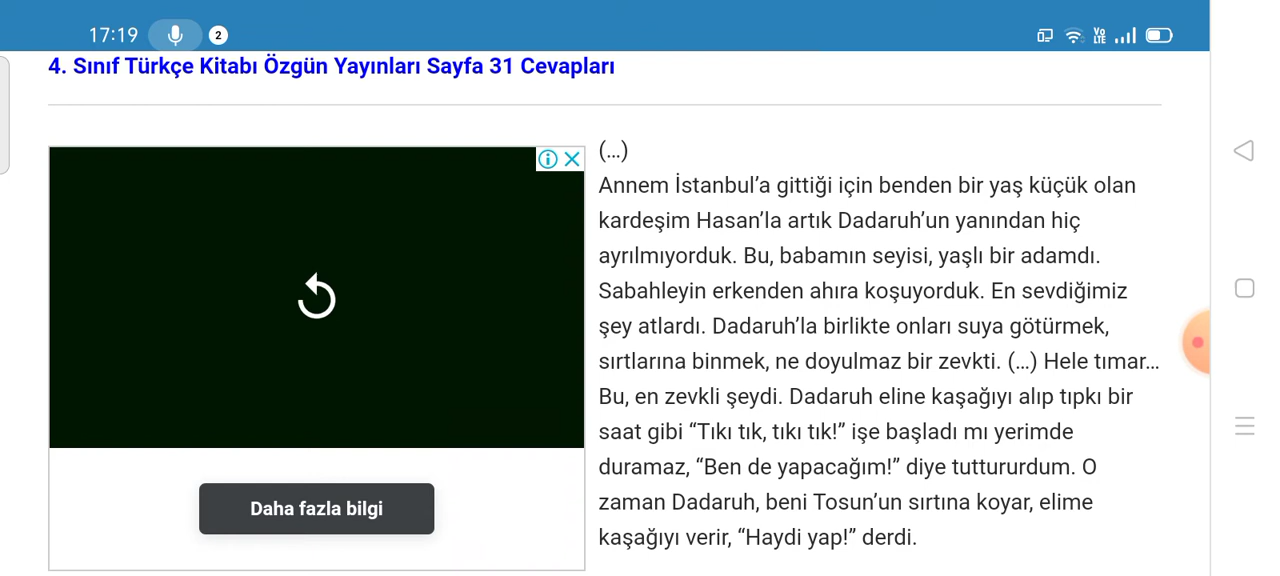 17:19
2
4. Sınıf Türkçe Kitabı Özgün Yayınları Sayfa 31 Cevapları
(...)
Annem İstanbul’a gittiği için benden bir yaş küçük olan
kardeşim Hasan’la artık Dadaruh’un yanından hiç
ayrılmıyorduk. Bu, babamın seyisi, yaşlı bir adamdı.
Sabahleyin erkenden ahıra koşuyorduk. En sevdiğimiz
şey atlardı. Dadaruh’la birlikte onları suya götürmek,
sırtlarına binmek, ne doyulmaz bir zevkti. (...) Hele tımar...
Bu, en zevkli şeydi. Dadaruh eline kaşağıyı alıp tıpkı bir
saat gibi “Tıkı tık, tıkı tık!” işe başladı mı yerimde
duramaz, “Ben de yapacağım!” diye tuttururdum. O
zaman Dadaruh, beni Tosun’un sırtına koyar, elime
kaşağıyı verir, “Haydi yap!” derdi.
Daha fazla bilgi